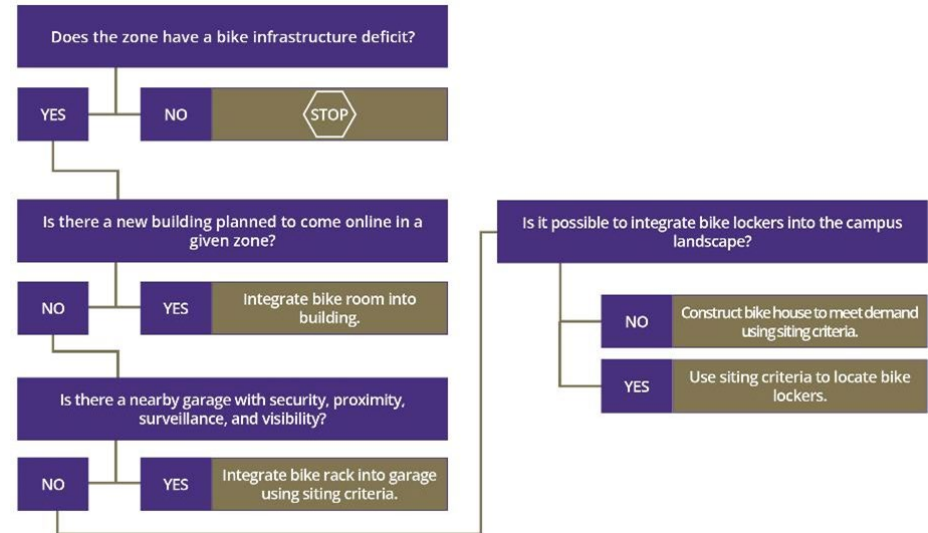 Does the zone have a bike infrastructure deficit?
YES
NO
STOP
Is there a new building planned to come online in a
given zone?
NO
YES
Integrate bike room into
building.
Is there a nearby garage with security, proximity,
surveillance, and visibility?
NO
YES
Integrate bike rack into garage
using siting criteria.
Is it possible to integrate bike lockers into the campus
landscape?
NO
Construct bike house to meet demand
using siting criteria.
YES
Use siting criteria to locate bike
lockers.